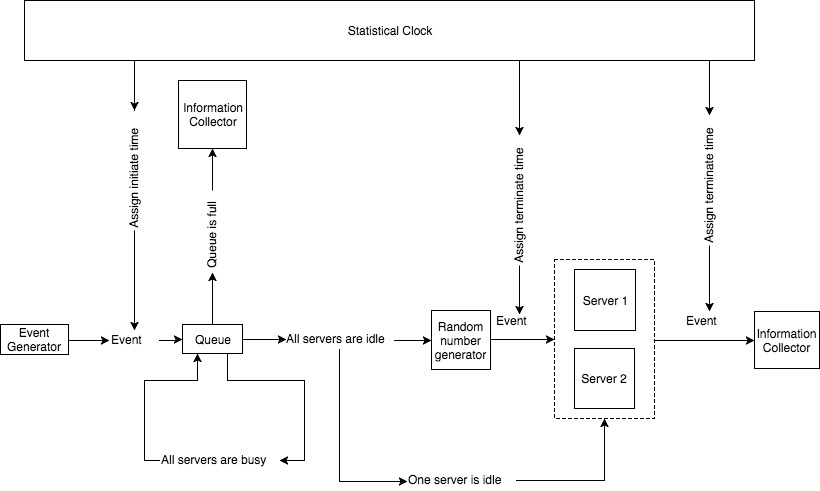 Statistical Clock
Information
Collector
Assign initiate time
Assign terminate time
Assign terminate time
Queue is full
Event
Generator
Event
Queue
All servers are idle
Random
number
generator
Event
Server 1
Server 2
Event
Information
Collector
All servers are busy
One server is idle